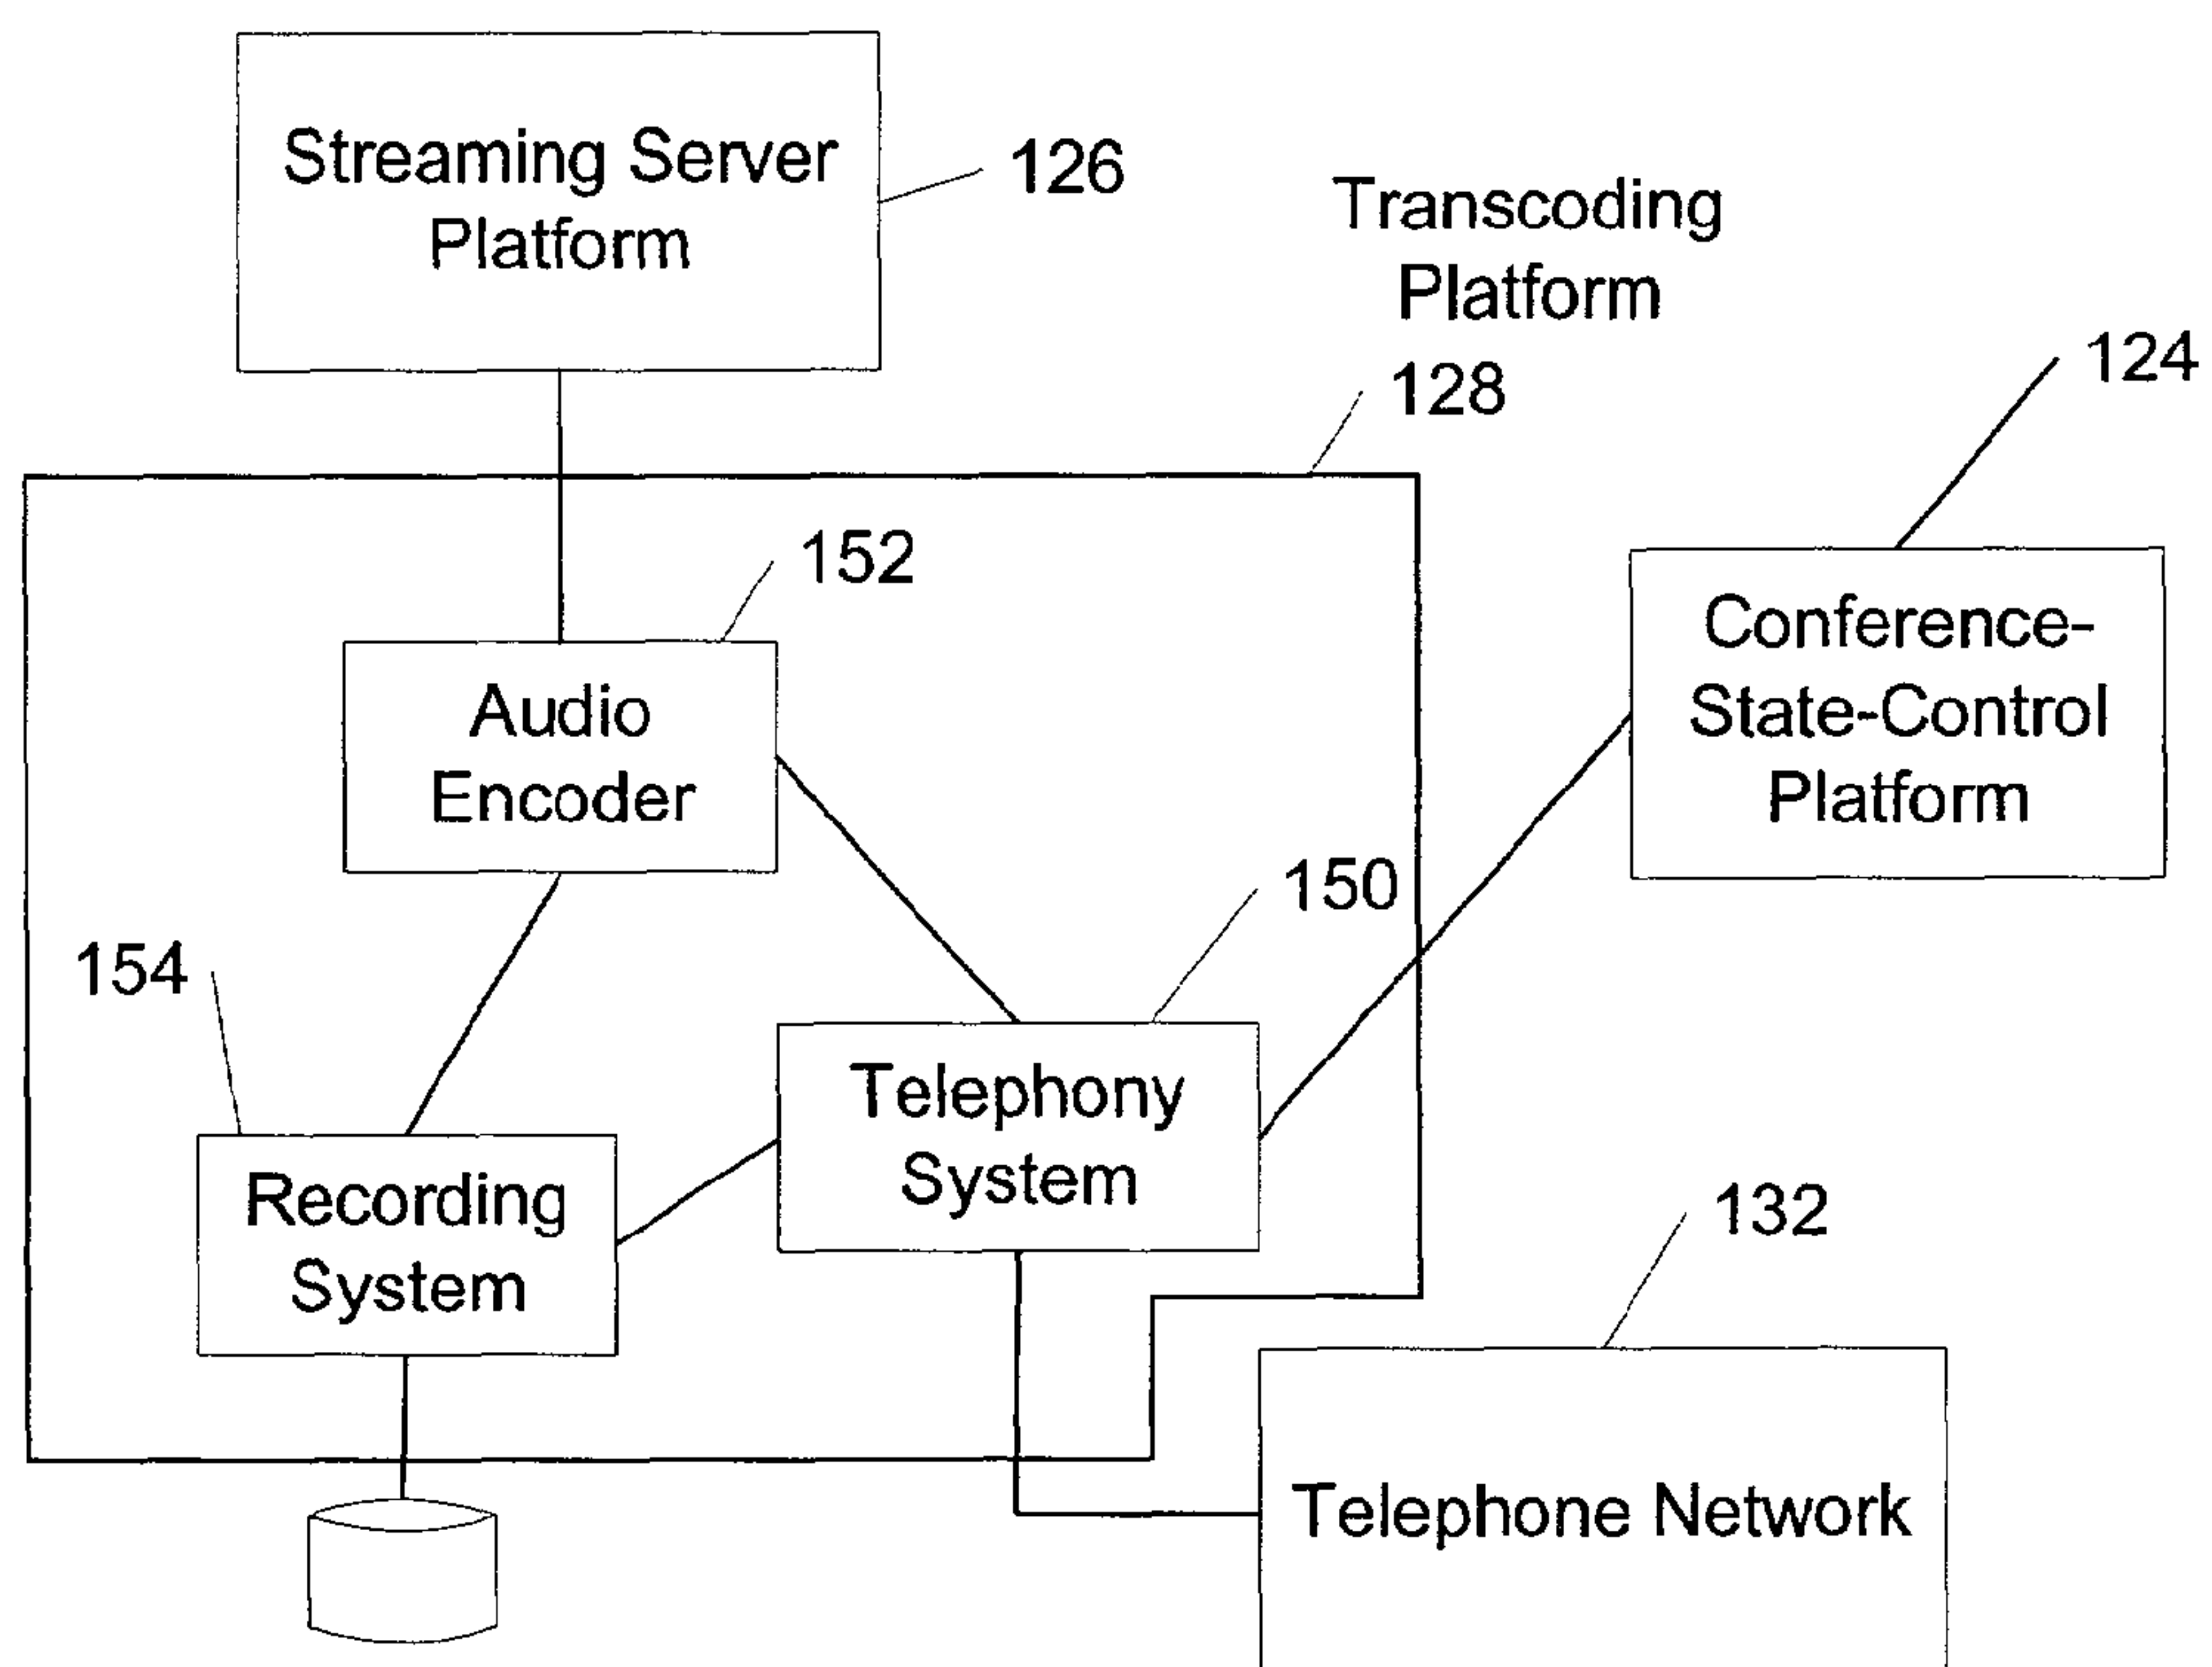 Streaming Server
Platform
126
Transcoding
Platform
128
124
152
Audio
Encoder
Conference-
State-Control
Platform
150
154
Telephony
System
Recording
System
132
Telephone Network